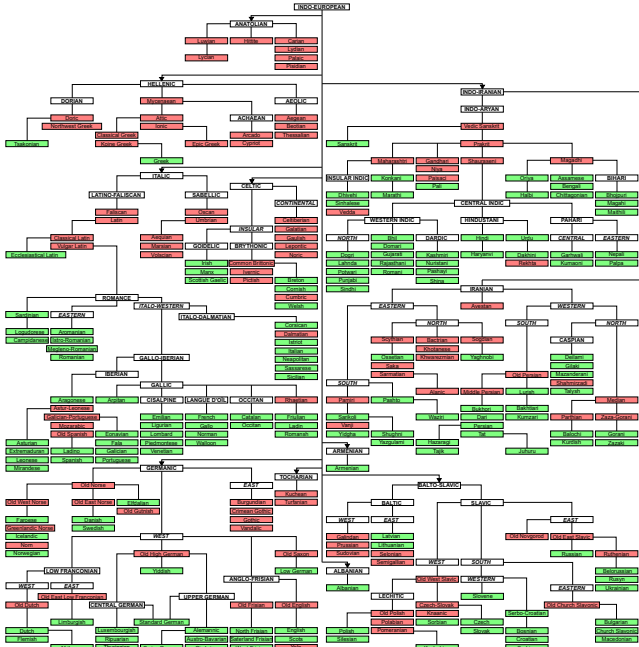 INDO-EUROPEAN
ANATOLIAN
Luwian
Hittite
Carian
Lydian
Lycian
Palaic
Pisidian
HELLENIC
DORIAN
Mycenaean
AEOLIC
Doric
Attic
ACHAEAN
Aegean
Northwest Greek
Ionic
Beotian
Classical Greek
Arcado
Thessalian
Tsakonian
Koine Greek
Epic Greek
Cypriot
Greek
ITALIC
CELTIC
LATINO-FALISCAN
SABELLIC
CONTINENTAL
Faliscan
Oscan
Latin
Umbrian
Celtiberian
INSULAR
Galatian
Classical Latin
Aequian
Gaulish
Vulgar Latin
Marsian
GOIDELIC
BRYTHONIC
Lepontic
Ecclesiastical Latin
Volscian
Noric
Irish
Common Brittonic
Manx
Ivernic
Scottish Gaelic
Pictish
Breton
Cornish
Cumbric
Welsh
ROMANCE
ITALO-WESTERN
Sardinian
EASTERN
ITALO-DALMATIAN
Logudorese
Aromanian
Corsican
Campidanese
Istro-Romanian
Dalmatian
Megleno-Romanian
Istriot
Romanian
Italian
GALLO-IBERIAN
Neapolitan
Sassarese
IBERIAN
Sicilian
GALLIC
Aragonese
Arpitan
CISALPINE
LANGUE D'OÏL
OCCITAN
Rhaetian
Astur-Leonese
Galician-Portuguese
Emilian
French
Catalan
Friulian
Mozarabic
Ligurian
Gallo
Occitan
Ladin
Old Spanish
Eonavian
Lombard
Norman
Romansh
Asturian
Fala
Piedmontese
Walloon
Extremaduran
Ladino
Galician
Venetian
Leonese
Spanish
Portuguese
Mirandese
GERMANIC
TOCHARIAN
Old Norse
EAST
Kuchean
Old West Norse
Old East Norse
Elfdalian
Burgundian
Turfanian
Old Gutnish
Crimean Gothic
Faroese
Danish
Gothic
Greenlandic Norse
Swedish
Vandalic
Icelandic
WEST
Norn
Norwegian
Old High German
Old Saxon
LOW FRANCONIAN
Yiddish
Low German
WEST
EAST
ANGLO-FRISIAN
Old East Low Franconian
UPPER GERMAN
Old Dutch
CENTRAL GERMAN
Old Frisian
Old English
Limburgish
Standard German
Dutch
Luxembourgish
Alemannic
North Frisian
English
Flemish
Ripuarian
Austro-Bavarian
Saterland Frisian
Scots
INDO-IRANIAN
INDO-ARYAN
Vedic Sanskrit
Sanskrit
Prakrit
Maharashtri
Gandhari
Shauraseni
Magadhi
Niya
INSULAR INDIC
Konkani
Paisaci
Oriya
Assamese
BIHARI
Pali
Bengali
Dhivehi
Marathi
Halbi
Chittagonian
Bhojpuri
Sinhalese
CENTRAL INDIC
Magahi
Vedda
Maithili
WESTERN INDIC
HINDUSTANI
PAHARI
NORTH
Bhil
DARDIC
Hindi
Urdu
CENTRAL
EASTERN
Domari
Dogri
Gujarati
Kashmiri
Haryanvi
Dakhini
Garhwali
Nepali
Lahnda
Rajasthani
Nuristani
Rekhta
Kumaoni
Palpa
Potwari
Romani
Pashayi
Punjabi
Shina
Sindhi
IRANIAN
EASTERN
Avestan
WESTERN
NORTH
SOUTH
NORTH
Scythian
Bactrian
Sogdian
CASPIAN
Khotanese
Ossetian
Khwarezmian
Yaghnobi
Deilami
Saka
Gilaki
Sarmatian
Old Persian
Mazanderani
SOUTH
Shahmirzadi
Alanic
Middle Persian
Lurish
Talysh
Pamiri
Pashto
Median
Bukhori
Bakhtiari
Sarikoli
Waziri
Dari
Kumzari
Parthian
Zaza-Gorani
Vanji
Persian
Yidgha
Shughni
Tat
Balochi
Gorani
Yazgulami
Hazaragi
Kurdish
Zazaki
ARMENIAN
Tajik
Juhuru
Armenian
BALTO-SLAVIC
BALTIC
SLAVIC
WEST
EAST
EAST
Galindan
Latvian
Old Novgorod
Old East Slavic
Prussian
Lithuanian
Sudovian
Selonian
Russian
Ruthenian
Semigallian
WEST
SOUTH
ALBANIAN
Belorussian
Old West Slavic
WESTERN
Rusyn
Albanian
LECHITIC
Slovene
EASTERN
Ukrainian
Czech-Slovak
Old Polish
Knaanic
Serbo-Croatian
Old Church Slavonic
Polabian
Sorbian
Czech
Bulgarian
Polish
Pomeranian
Slovak
Bosnian
Church Slavonic
Silesian
Croatian
Macedonian